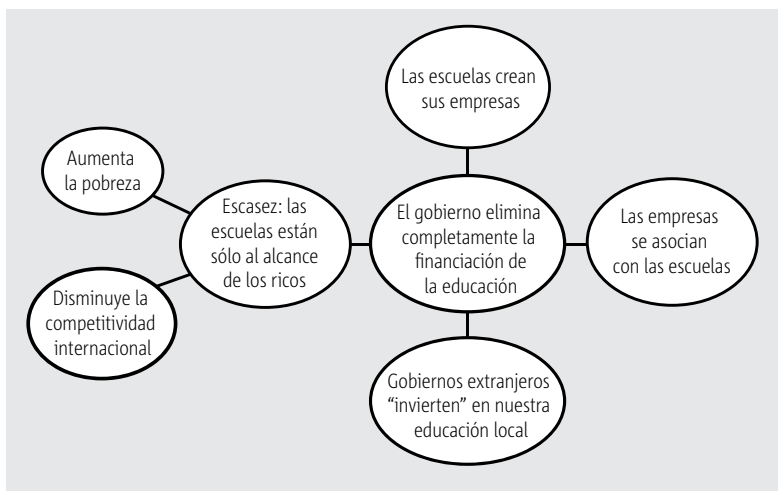 Las escuelas crean
sus empresas
Aumenta
la pobreza
Escasez: las
escuelas están
sólo al alcance
de los ricos
El gobierno elimina
completamente la
financiación de
la educación
Las empresas
se asocian
con las escuelas
Disminuye la
competitividad
internacional
Gobiernos extranjeros
“invierten” en nuestra
educación local